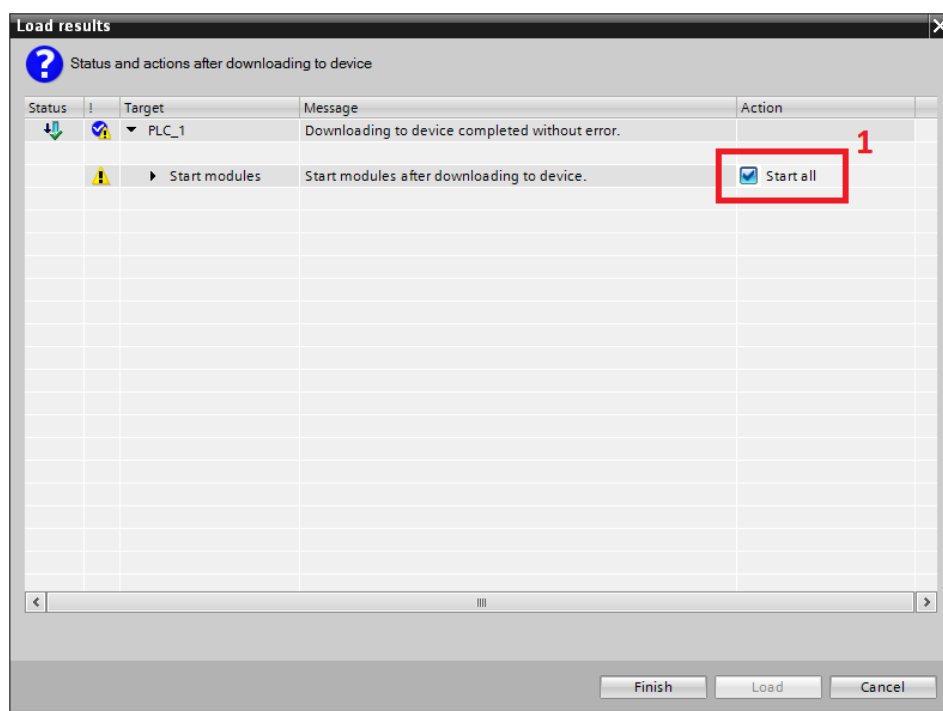 Load results
Status and actions after downloading to device
Status ! Target Message Action
PLC_1 Downloading to device completed without error.
1
Start modules Start modules after downloading to device. Start all
Finish Load Cancel